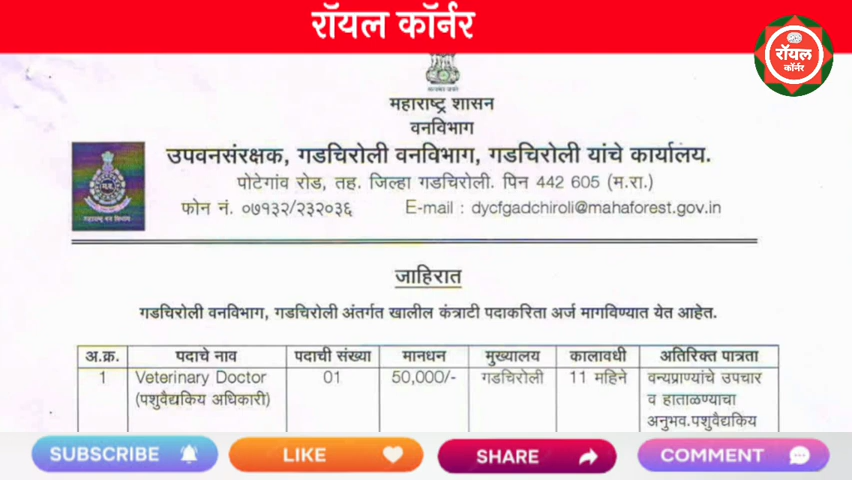 रॉयल कॉर्नर
रॉयल
कॉर्नर
महाराष्ट्र शासन
वनविभाग
उपवनसंरक्षक, गडचिरोली वनविभाग, गडचिरोली यांचे कार्यालय.
पोटेगांव रोड, तह. जिल्हा गडचिरोली. पिन 442 605 (म.रा.)
फोन नं. ०७१३२/२३२०३६ E-mail : dycfgadchiroli@mahaforest.gov.in
जाहिरात
गडचिरोली वनविभाग, गडचिरोली अंतर्गत खालील कंत्राटी पदाकरिता अर्ज मागविण्यात येत आहेत.
अ.क्र. पदाचे नाव पदाची संख्या मानधन मुख्यालय कालावधी अतिरिक्त पात्रता
1 Veterinary Doctor 01 50,000/- गडचिरोली 11 महिने वन्यप्राण्यांचे उपचार
(पशुवैद्यकिय अधिकारी) व हाताळण्याचा
अनुभव.पशुवैद्यकिय
SUBSCRIBE LIKE SHARE COMMENT